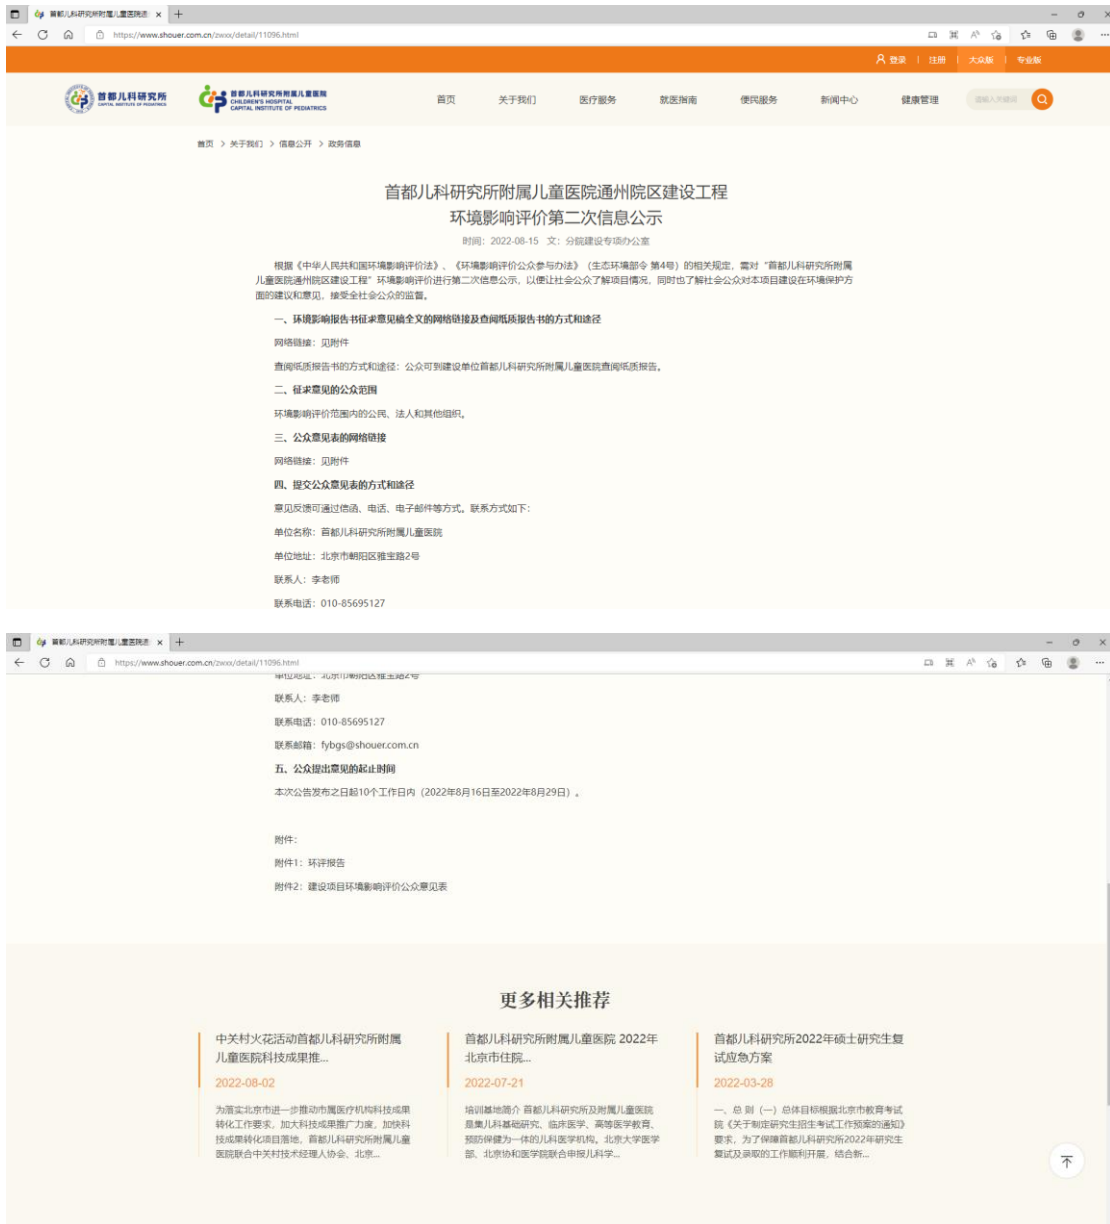 首都儿科研究所附属儿童医院通
https://www.shouer.com.cn/zwxx/detail/11096.html
登录 | 注册 | 大众版 | 专业版
首都儿科研究所
CAPITAL INSTITUTE OF PEDIATRICS
首都儿科研究所附属儿童医院
CHILDREN'S HOSPITAL
CAPITAL INSTITUTE OF PEDIATRICS
首页 关于我们 医疗服务 就医指南 便民服务 新闻中心 健康管理 请输入关键词
首页 > 关于我们 > 信息公开 > 政务信息
首都儿科研究所附属儿童医院通州院区建设工程
环境影响评价第二次信息公示
时间：2022-08-15 文：分院建设专项办公室
根据《中华人民共和国环境影响评价法》、《环境影响评价公众参与办法》（生态环境部令 第4号）的相关规定，需对“首都儿科研究所附属
儿童医院通州院区建设工程”环境影响评价进行第二次信息公示，以便让社会公众了解项目情况，同时也了解社会公众对本项目建设在环境保护方
面的建议和意见，接受全社会公众的监督。
一、环境影响报告书征求意见稿全文的网络链接及查阅纸质报告书的方式和途径
网络链接：见附件
查阅纸质报告书的方式和途径：公众可到建设单位首都儿科研究所附属儿童医院查阅纸质报告。
二、征求意见的公众范围
环境影响评价范围内的公民、法人和其他组织。
三、公众意见表的网络链接
网络链接：见附件
四、提交公众意见表的方式和途径
意见反馈可通过信函、电话、电子邮件等方式。联系方式如下：
单位名称：首都儿科研究所附属儿童医院
单位地址：北京市朝阳区雅宝路2号
联系人：李老师
联系电话：010-85695127
首都儿科研究所附属儿童医院通
https://www.shouer.com.cn/zwxx/detail/11096.html
单位地址：北京市朝阳区雅宝路2号
联系人：李老师
联系电话：010-85695127
联系邮箱：fybgs@shouer.com.cn
五、公众提出意见的起止时间
本次公告发布之日起10个工作日内（2022年8月16日至2022年8月29日）。
附件：
附件1：环评报告
附件2：建设项目环境影响评价公众意见表
更多相关推荐
中关村火花活动首都儿科研究所附属
儿童医院科技成果推...
2022-08-02
为落实北京市进一步推动市属医疗机构科技成果
转化工作要求，加大科技成果推广力度，加快科
技成果转化项目落地，首都儿科研究所附属儿童
医院联合中关村技术经理人协会、北京...
首都儿科研究所附属儿童医院 2022年
北京市住院...
2022-07-21
培训基地简介 首都儿科研究所及附属儿童医院
是集儿科基础研究、临床医学、高等医学教育、
预防保健为一体的儿科医学机构。北京大学医学
部、北京协和医学院联合申报儿科学...
首都儿科研究所2022年硕士研究生复
试应急方案
2022-03-28
一、总 则 （一）总体目标根据北京市教育考试
院《关于制定研究生招生考试工作预案的通知》
要求，为了保障首都儿科研究所2022年研究生
复试及录取的工作顺利开展，结合新...